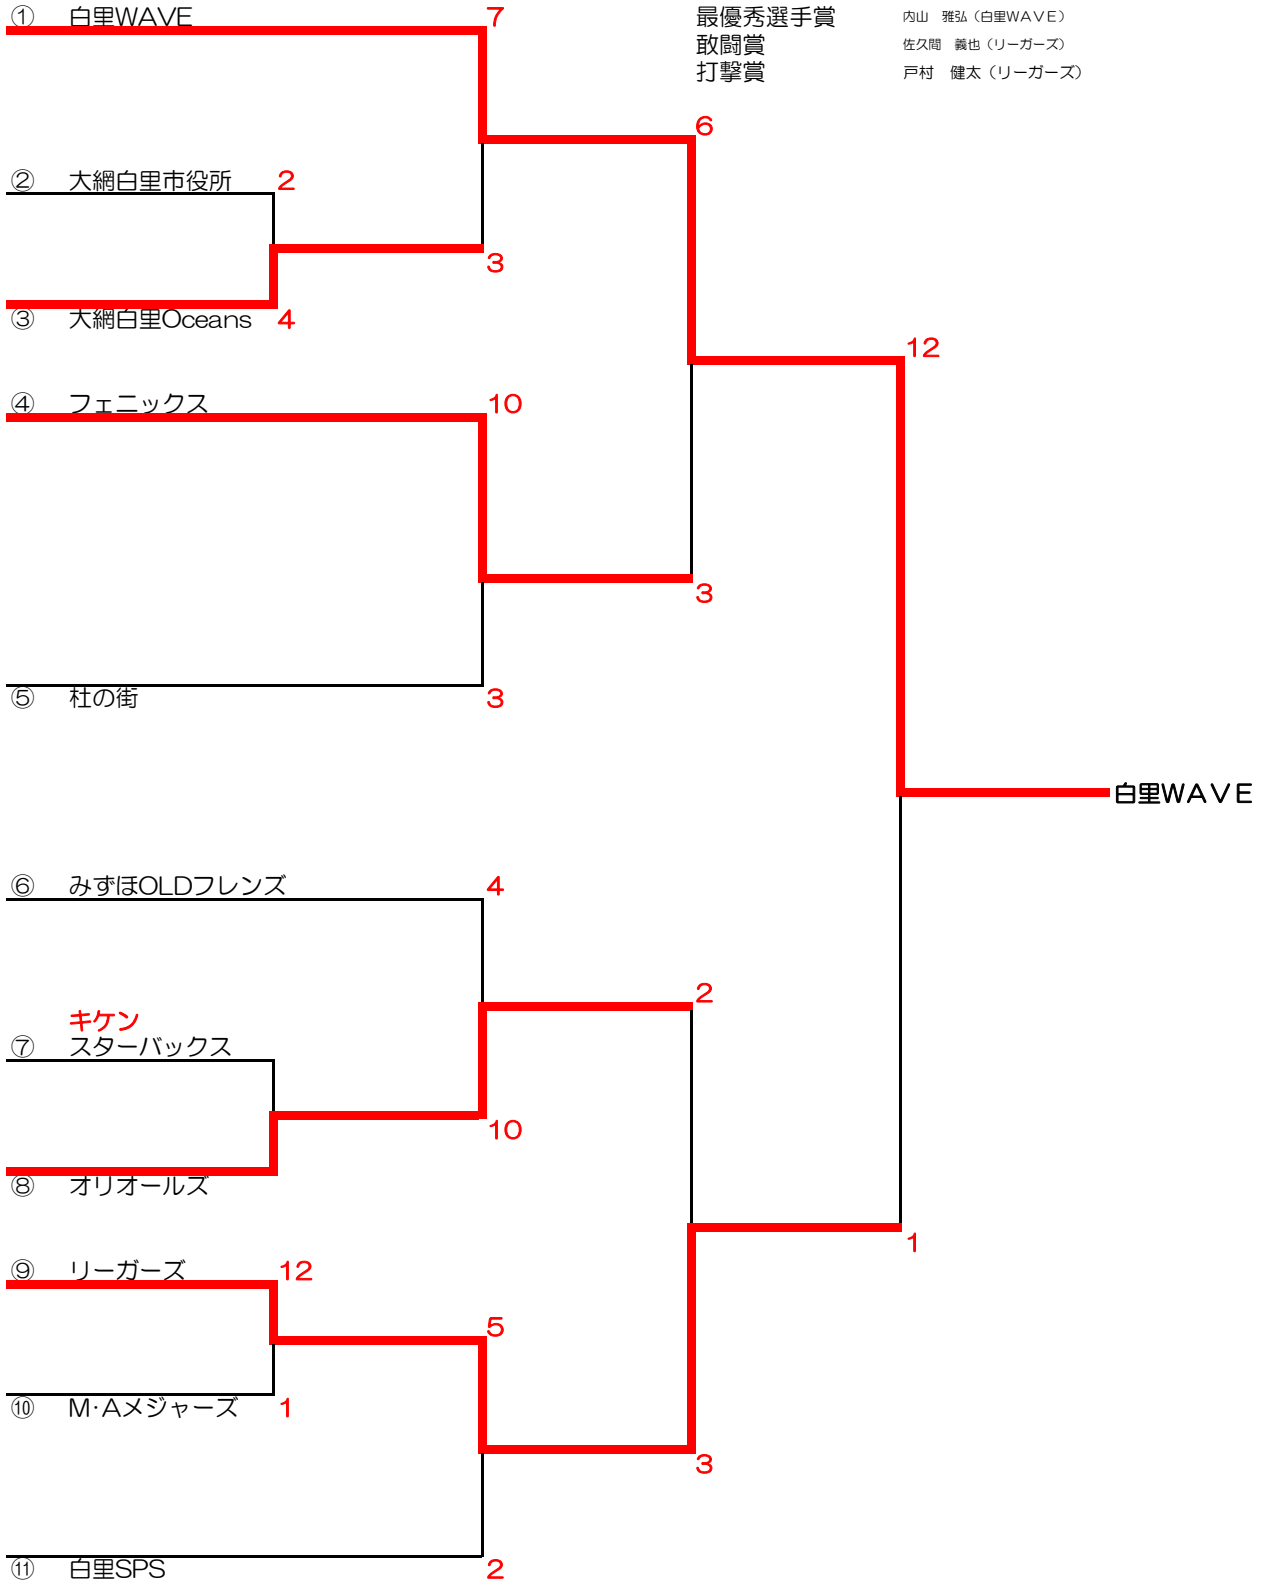 ① 白里WAVE 7
最優秀選手賞 内山 雅弘（白里WAVE）
敢闘賞 佐久間 義也（リーガーズ）
打撃賞 戸村 健太（リーガーズ）
6
② 大網白里市役所 2
3
③ 大網白里Oceans 4
12
④ フェニックス 10
3
⑤ 杜の街 3
白里WAVE
⑥ みずほOLDフレンズ 4
2
キケン
⑦ スターバックス
10
⑧ オリオールズ
1
⑨ リーガーズ 12
5
⑩ M･Aメジャーズ 1
3
⑪ 白里SPS 2